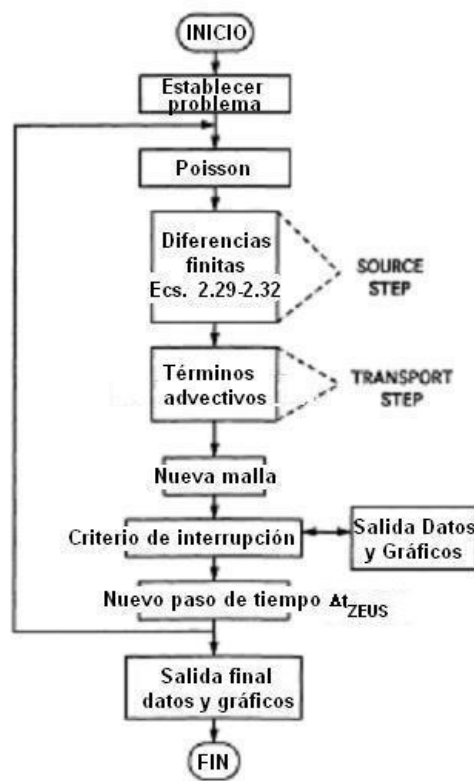 INICIO
Establecer
problema
Poisson
Diferencias
finitas
Ecs. 2.29-2.32
SOURCE
STEP
Términos
advectivos
TRANSPORT
STEP
Nueva malla
Criterio de interrupción
Salida Datos
y Gráficos
Nuevo paso de tiempo Δt ZEUS
Salida final
datos y gráficos
FIN